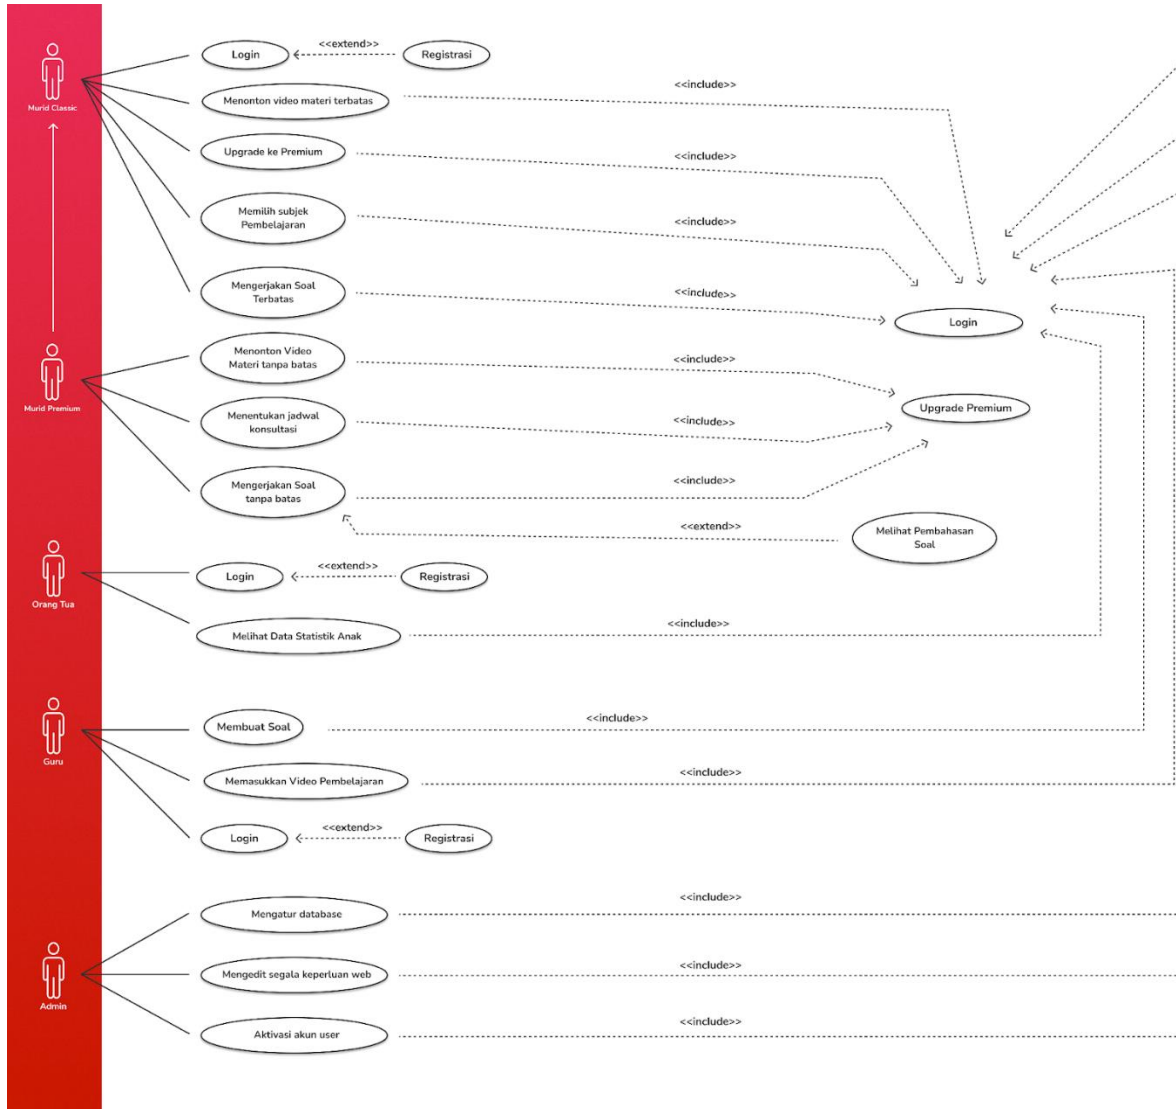 Murid Classic
Login
<<extend>>
Registrasi
Menonton video materi terbatas
<<include>>
Upgrade ke Premium
<<include>>
Memilih subjek
Pembelajaran
<<include>>
Mengerjakan Soal
Terbatas
<<include>>
Login
Murid Premium
Menonton Video
Materi tanpa batas
<<include>>
Upgrade Premium
Menentukan jadwal
konsultasi
<<include>>
Mengerjakan Soal
tanpa batas
<<include>>
<<extend>>
Melihat Pembahasan
Soal
Orang Tua
Login
<<extend>>
Registrasi
Melihat Data Statistik Anak
<<include>>
Guru
Membuat Soal
<<include>>
Memasukkan Video Pembelajaran
<<include>>
Login
<<extend>>
Registrasi
Admin
Mengatur database
<<include>>
Mengedit segala keperluan web
<<include>>
Aktivasi akun user
<<include>>